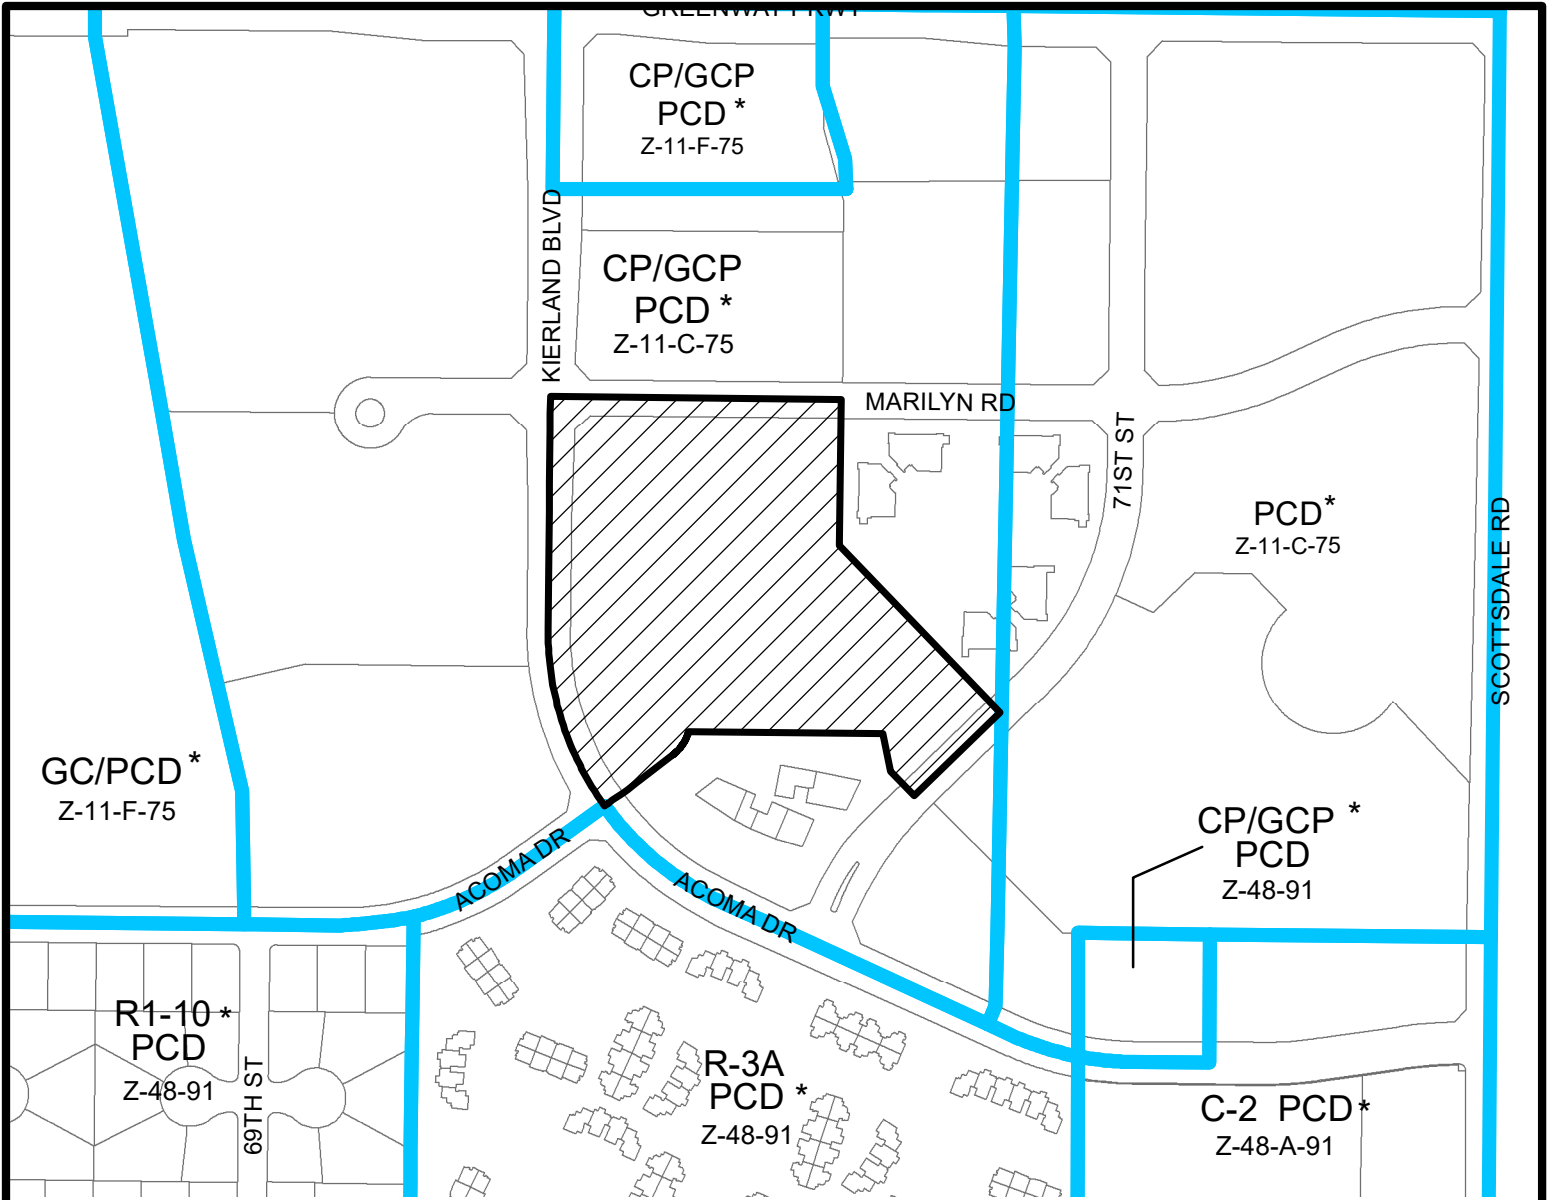 GREENWAY PKWY
CP/GCP
PCD *
Z-11-F-75
KIERLAND BLVD
CP/GCP
PCD *
Z-11-C-75
MARILYN RD
71ST ST
PCD*
Z-11-C-75
SCOTTSDALE RD
GC/PCD *
Z-11-F-75
ACOMA DR
ACOMA DR
CP/GCP *
PCD
Z-48-91
R1-10 *
PCD
Z-48-91
69TH ST
R-3A
PCD *
Z-48-91
C-2 PCD *
Z-48-A-91